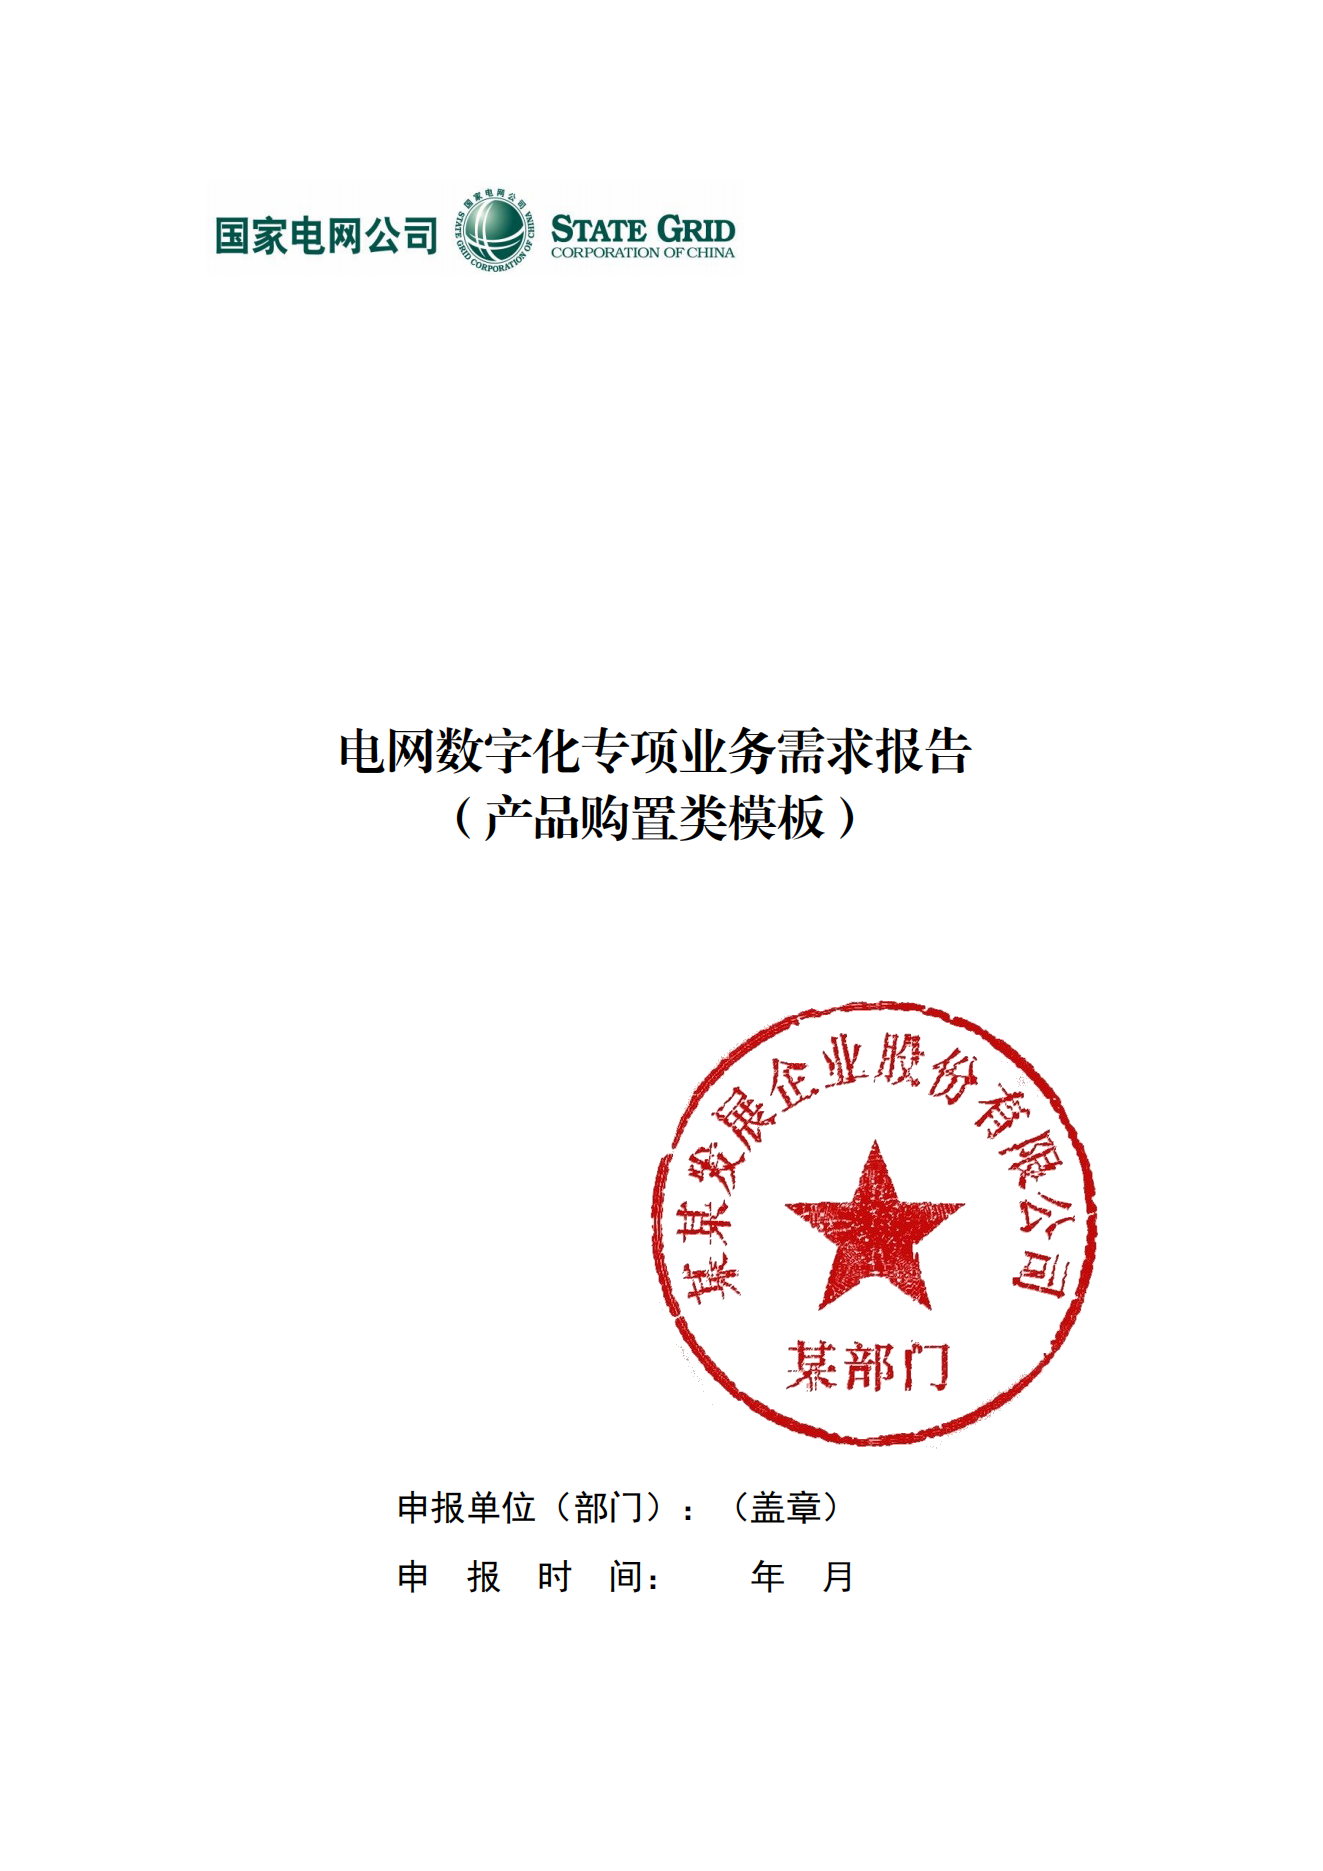 国家电网公司
国家电网公司
STATE GRID CORPORATION OF CHINA
STATE GRID
CORPORATION OF CHINA
电网数字化专项业务需求报告
（产品购置类模板）
某某发展企业股份有限公司
某部门
申报单位（部门）：（盖章）
申 报 时 间： 年 月